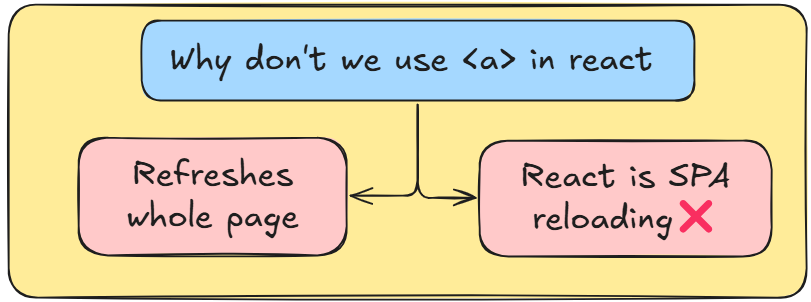 Why don't we use <a> in react
Refreshes
whole page
React is SPA
reloading ❌